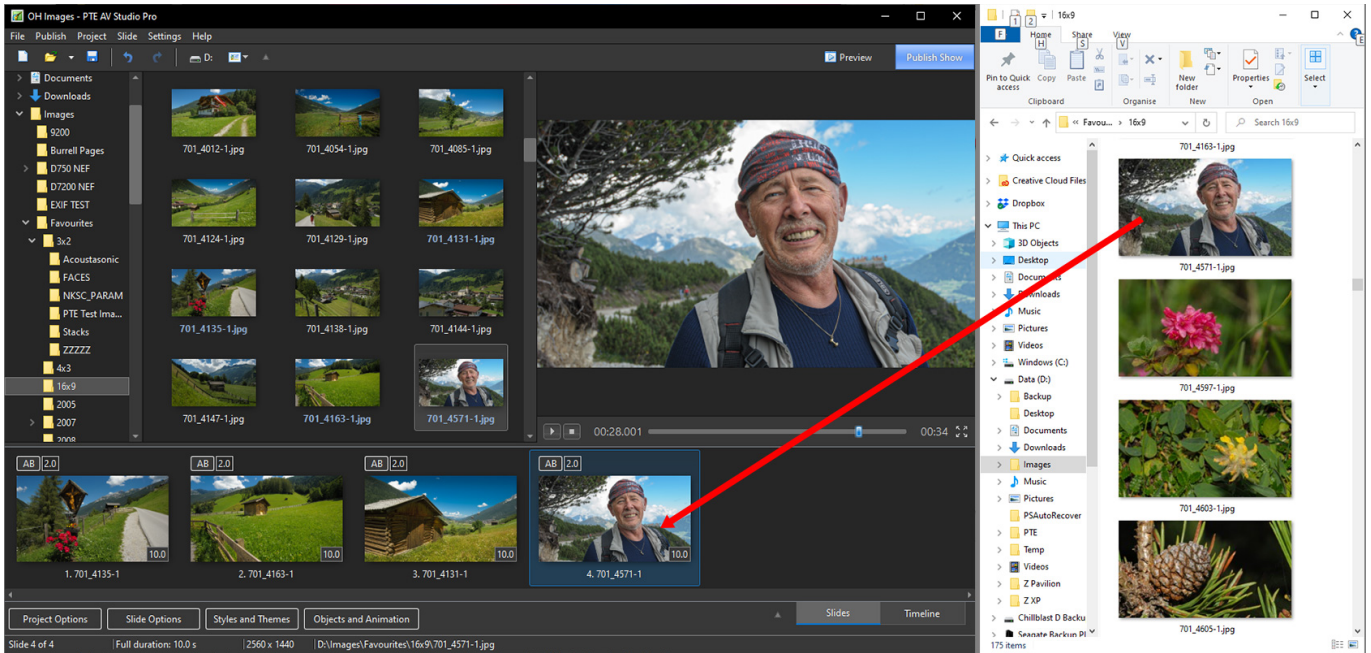 OH Images - PTE AV Studio Pro
File Publish Project Slide Settings Help
D:
Preview
Publish Show
Documents
Downloads
Images
9200
Burrell Pages
D750 NEF
D7200 NEF
EXIF TEST
Favourites
3x2
Acoustasonic
FACES
NKSC_PARAM
PTE Test Ima...
Stacks
ZZZZZ
4x3
16x9
2005
2007
2008
701_4012-1.jpg 701_4054-1.jpg 701_4085-1.jpg
701_4124-1.jpg 701_4129-1.jpg 701_4131-1.jpg
701_4135-1.jpg 701_4138-1.jpg 701_4144-1.jpg
701_4147-1.jpg 701_4163-1.jpg 701_4571-1.jpg
00:28.001 00:34
AB 2.0 AB 2.0 AB 2.0 AB 2.0
10.0 10.0 10.0 10.0
1. 701_4135-1 2. 701_4163-1 3. 701_4131-1 4. 701_4571-1
Project Options Slide Options Styles and Themes Objects and Animation
Slides Timeline
Slide 4 of 4 Full duration: 10.0 s 2560 x 1440 D:\Images\Favourites\16x9\701_4571-1.jpg
1 2 16x9
F Home Share View E
H S V
Pin to Quick access
Copy
Paste
New folder
Properties
Select
Clipboard Organise New Open
« Favou... › 16x9
Search 16x9
Quick access
Creative Cloud Files
Dropbox
This PC
3D Objects
Desktop
Documents
Downloads
Music
Pictures
Videos
Windows (C:)
Data (D:)
Backup
Desktop
Documents
Downloads
Images
Music
Pictures
PSAutoRecover
PTE
Temp
Videos
Z Pavilion
Z XP
Chillblast D Backu
Seagate Backup Pl
701_4163-1.jpg
701_4571-1.jpg
701_4597-1.jpg
701_4603-1.jpg
701_4605-1.jpg
175 items